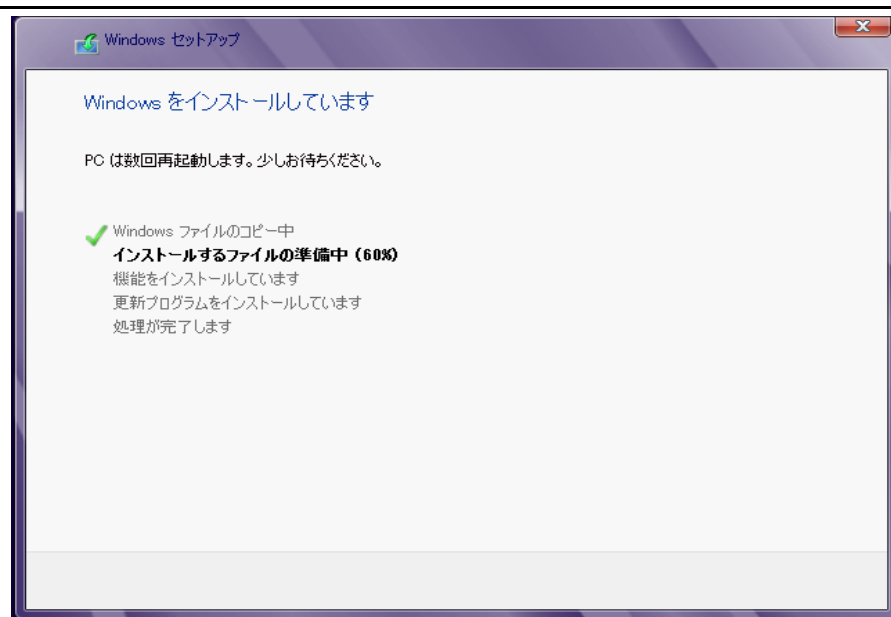 Windows セットアップ
Windows をインストールしています
PC は数回再起動します。少しお待ちください。
Windows ファイルのコピー中
インストールするファイルの準備中 (60%)
機能をインストールしています
更新プログラムをインストールしています
処理が完了します